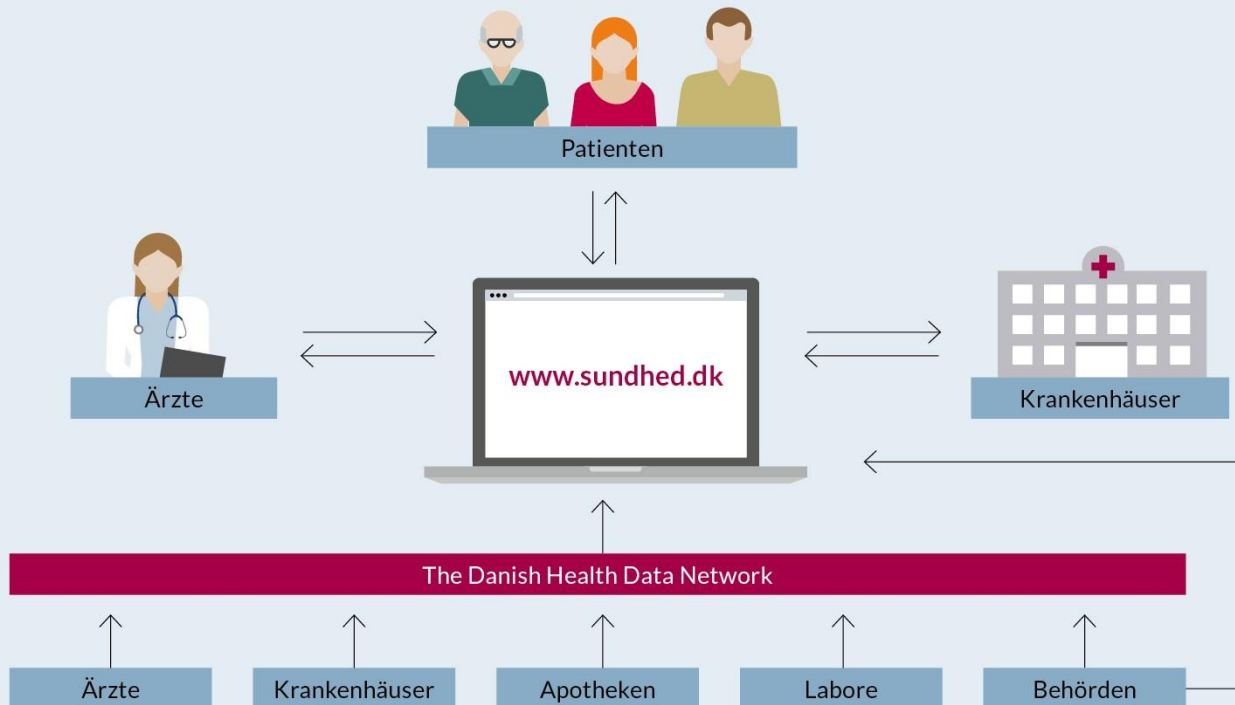 Patienten
Ärzte
www.sundhed.dk
Krankenhäuser
The Danish Health Data Network
Ärzte
Krankenhäuser
Apotheken
Labore
Behörden